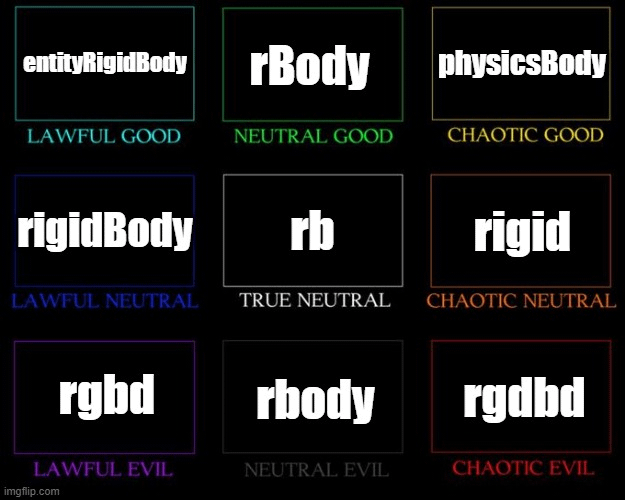 entityRigidBody
rBody
physicsBody
LAWFUL GOOD
NEUTRAL GOOD
CHAOTIC GOOD
rigidBody
rb
rigid
LAWFUL NEUTRAL
TRUE NEUTRAL
CHAOTIC NEUTRAL
rgbd
rbody
rgdbd
LAWFUL EVIL
NEUTRAL EVIL
CHAOTIC EVIL
imgflip.com